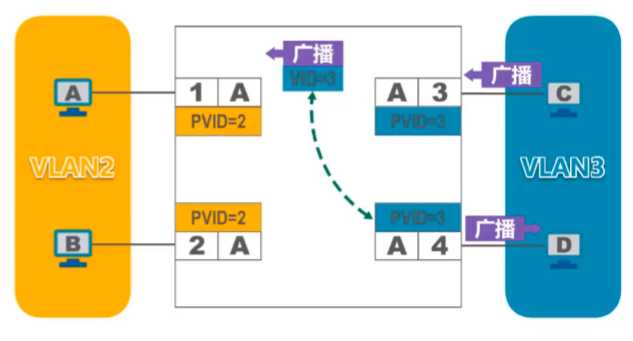 广播
VID=3
广播
A
1 A
A 3
C
PVID=2
PVID=3
VLAN2
VLAN3
PVID=2
PVID=3
广播
B
2 A
A 4
D